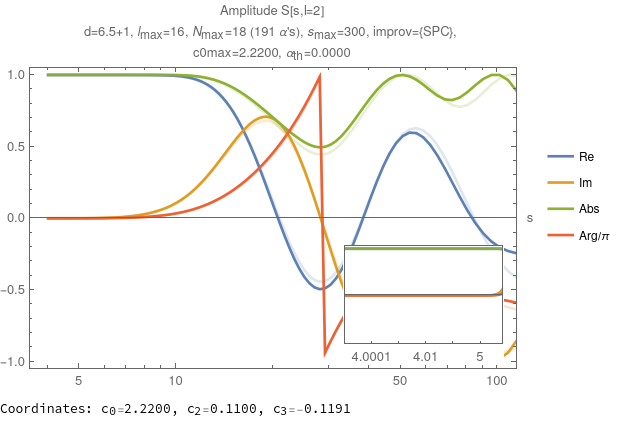 Amplitude S[s,l=2]
d=6.5+1, lmax=16, Nmax=18 (191 α's), smax=300, improv={SPC},
c0max=2.2200, αth=0.0000
1.0
0.5
0.0
−0.5
−1.0
5
10
50
100
s
4.0001
4.01
5
Re
Im
Abs
Arg/π
Coordinates: c₀=2.2200, c₂=0.1100, c₃=-0.1191